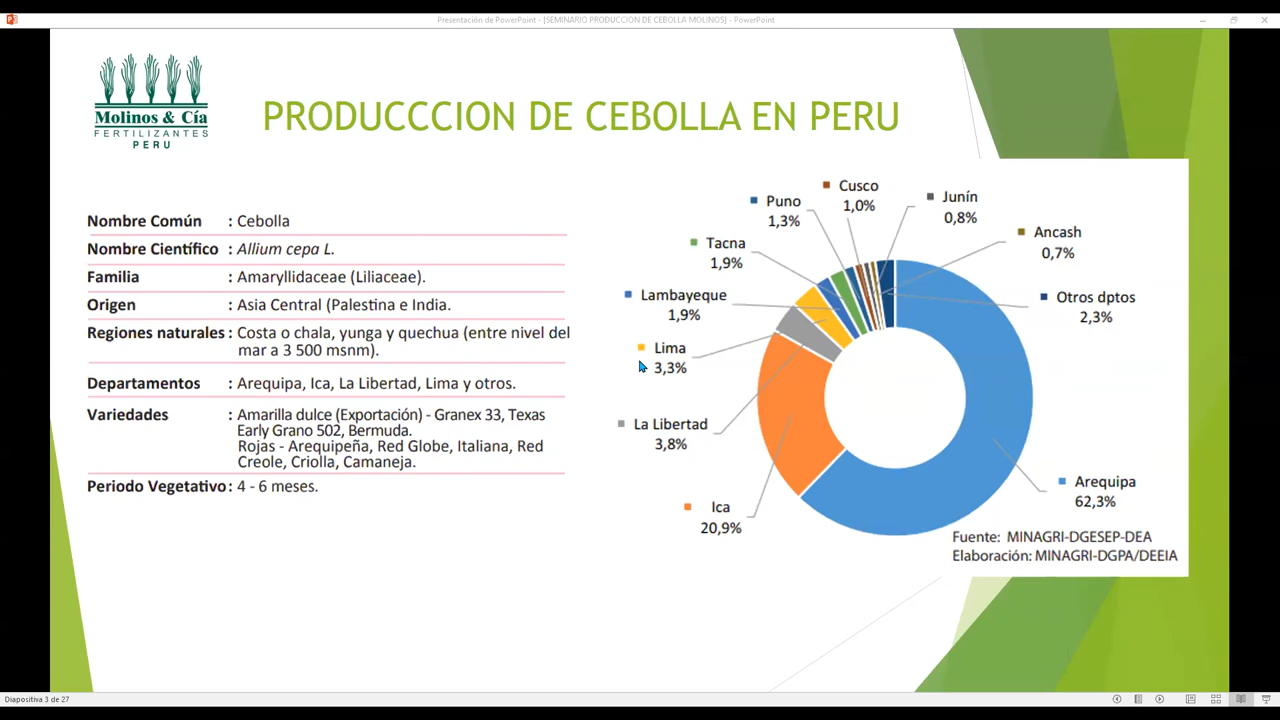 Presentación de PowerPoint - [SEMINARIO PRODUCCION DE CEBOLLA MOLINOS] - PowerPoint
Molinos & Cía
FERTILIZANTES
PERU
PRODUCCCION DE CEBOLLA EN PERU
Nombre Común : Cebolla
Nombre Científico : Allium cepa L.
Familia : Amaryllidaceae (Liliaceae).
Origen : Asia Central (Palestina e India.
Regiones naturales : Costa o chala, yunga y quechua (entre nivel del
mar a 3 500 msnm).
Departamentos : Arequipa, Ica, La Libertad, Lima y otros.
Variedades : Amarilla dulce (Exportación) - Granex 33, Texas
Early Grano 502, Bermuda.
Rojas - Arequipeña, Red Globe, Italiana, Red
Creole, Criolla, Camaneja.
Periodo Vegetativo : 4 - 6 meses.
Cusco
1,0%
Puno
1,3%
Junín
0,8%
Tacna
1,9%
Ancash
0,7%
Lambayeque
1,9%
Otros dptos
2,3%
Lima
3,3%
La Libertad
3,8%
Arequipa
62,3%
Ica
20,9%
Fuente: MINAGRI-DGESEP-DEA
Elaboración: MINAGRI-DGPA/DEEIA
Diapositiva 3 de 27